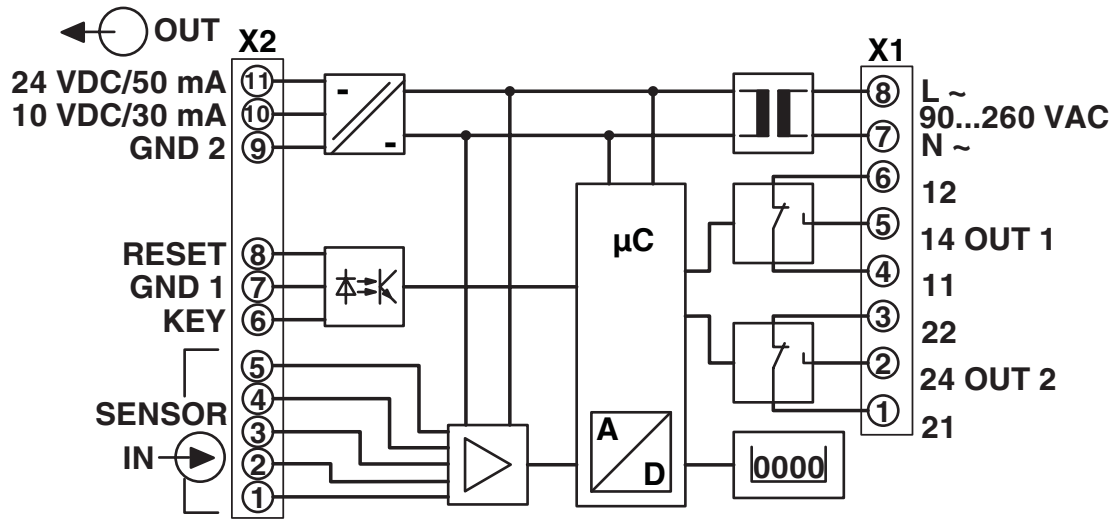 OUT
X2
X1
24 VDC/50 mA
11
8
L ~
10 VDC/30 mA
10
90...260 VAC
GND 2
9
7
N ~
6
12
µC
5
14 OUT 1
RESET
8
GND 1
7
4
11
KEY
6
3
22
5
2
24 OUT 2
SENSOR
4
1
21
3
A
D
0000
IN
2
1